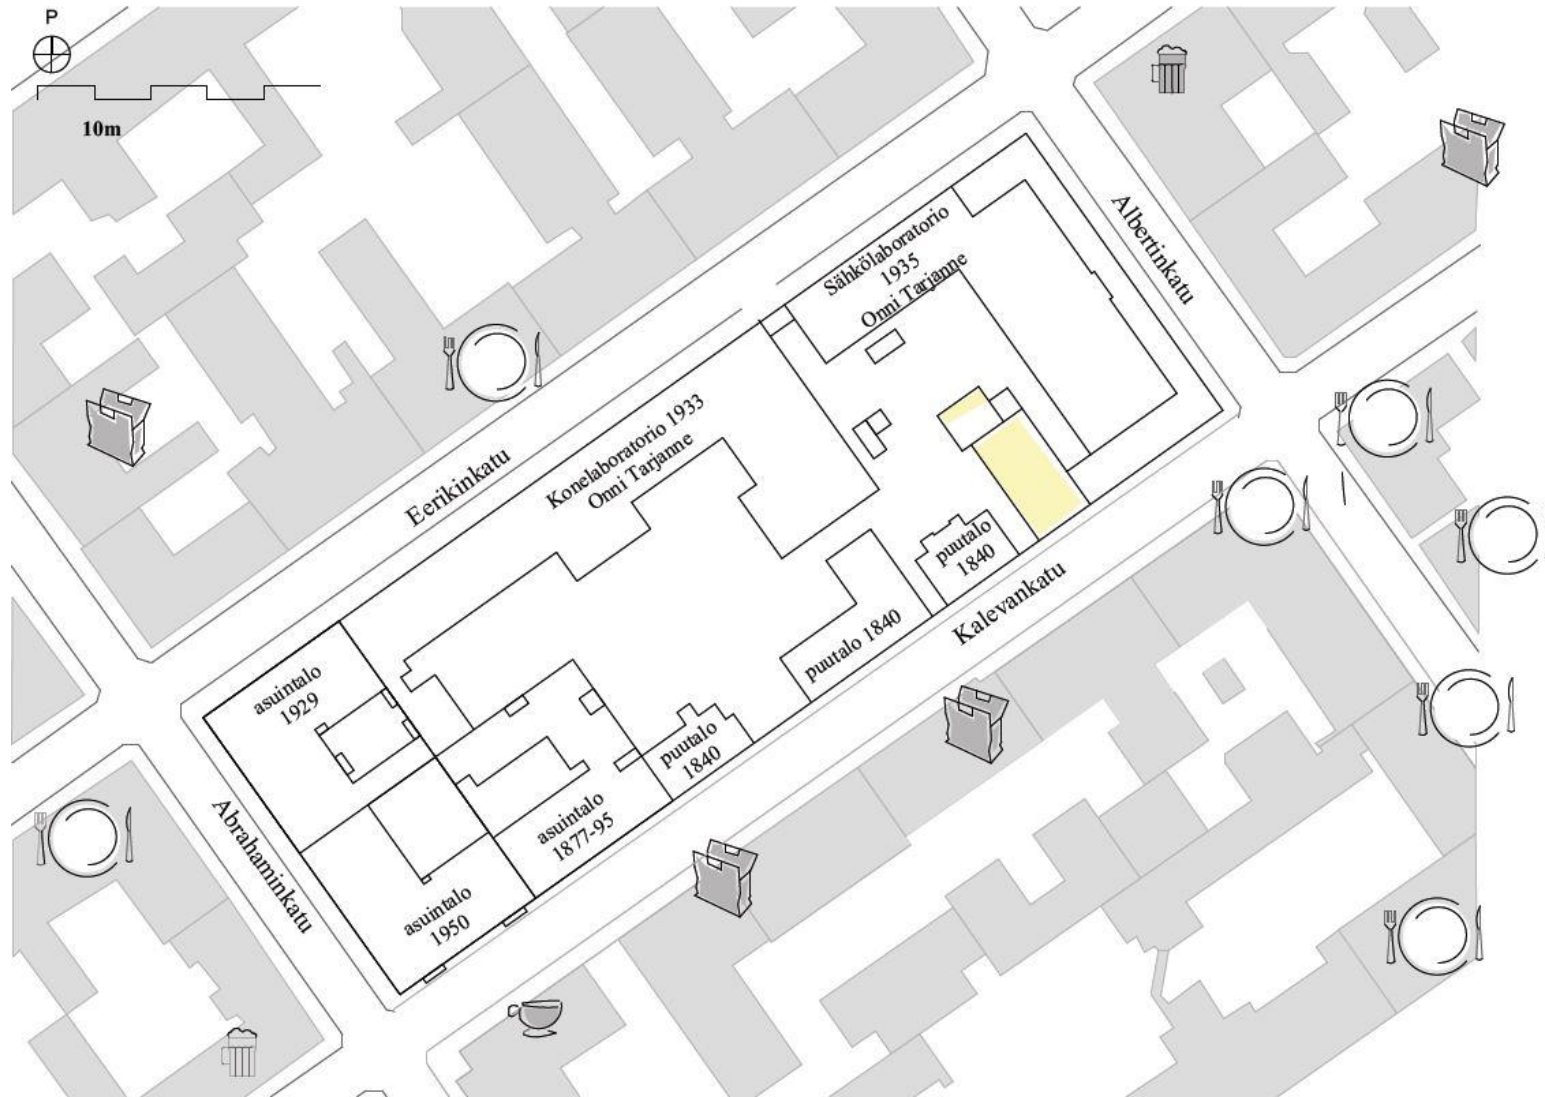 P
10m
Sähkölaboratorio
1935
Onni Tarjanne
Albertinkatu
Konelaboratorio 1933
Onni Tarjanne
Eerikinkatu
puutalo
1840
puutalo 1840
Kalevankatu
asuintalo
1929
puutalo
1840
asuintalo
1877-95
Abrahaminkatu
asuintalo
1950